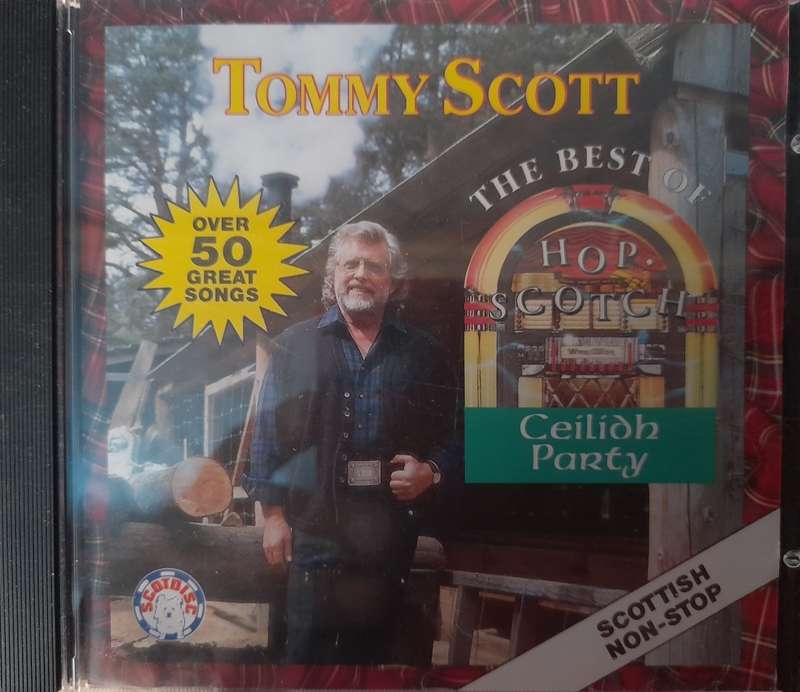 TOMMY SCOTT
THE BEST OF
HOP.
SCOTCH
OVER
50
GREAT
SONGS
Ceilidh
Party
SCOTDISC
SCOTTISH
NON-STOP